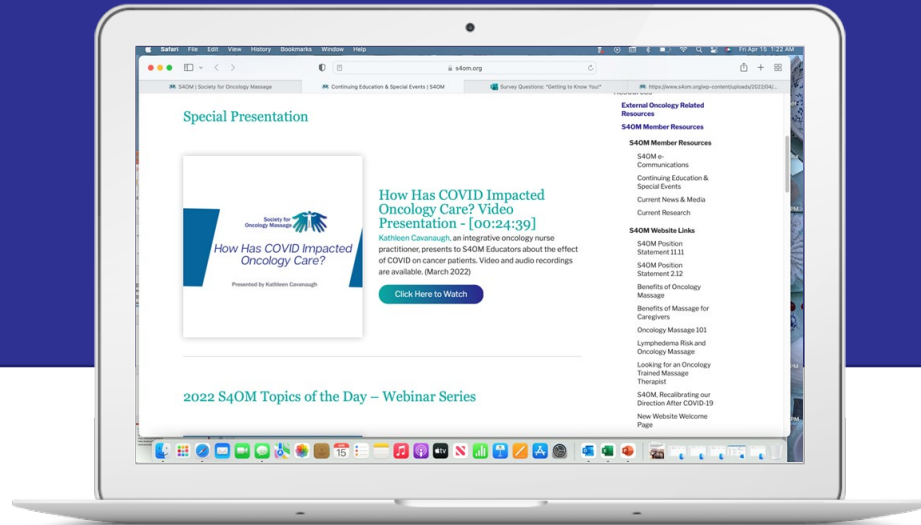 Safari File Edit View History Bookmarks Window Help
Fri Apr 15 1:22 AM
s4om.org
S4OM | Society for Oncology Massage
Continuing Education & Special Events | S4OM
Survey Questions: "Getting to Know You!"
https://www.s4om.org/wp-content/uploads/2022/04/...
Special Presentation
Society for
Oncology Massage
How Has COVID Impacted
Oncology Care?
Presented by Kathleen Cavanaugh
How Has COVID Impacted
Oncology Care? Video
Presentation - [00:24:39]
Kathleen Cavanaugh, an integrative oncology nurse
practitioner, presents to S4OM Educators about the effect
of COVID on cancer patients. Video and audio recordings
are available. (March 2022)
Click Here to Watch
2022 S4OM Topics of the Day – Webinar Series
Resources
External Oncology Related
Resources
S4OM Member Resources
S4OM Member Resources
S4OM e-
Communications
Continuing Education &
Special Events
Current News & Media
Current Research
S4OM Website Links
S4OM Position
Statement 11.11
S4OM Position
Statement 2.12
Benefits of Oncology
Massage
Benefits of Massage for
Caregivers
Oncology Massage 101
Lymphedema Risk and
Oncology Massage
Looking for an Oncology
Trained Massage
Therapist
S4OM, Recalibrating our
Direction After COVID-19
New Website Welcome
Page
15
tv